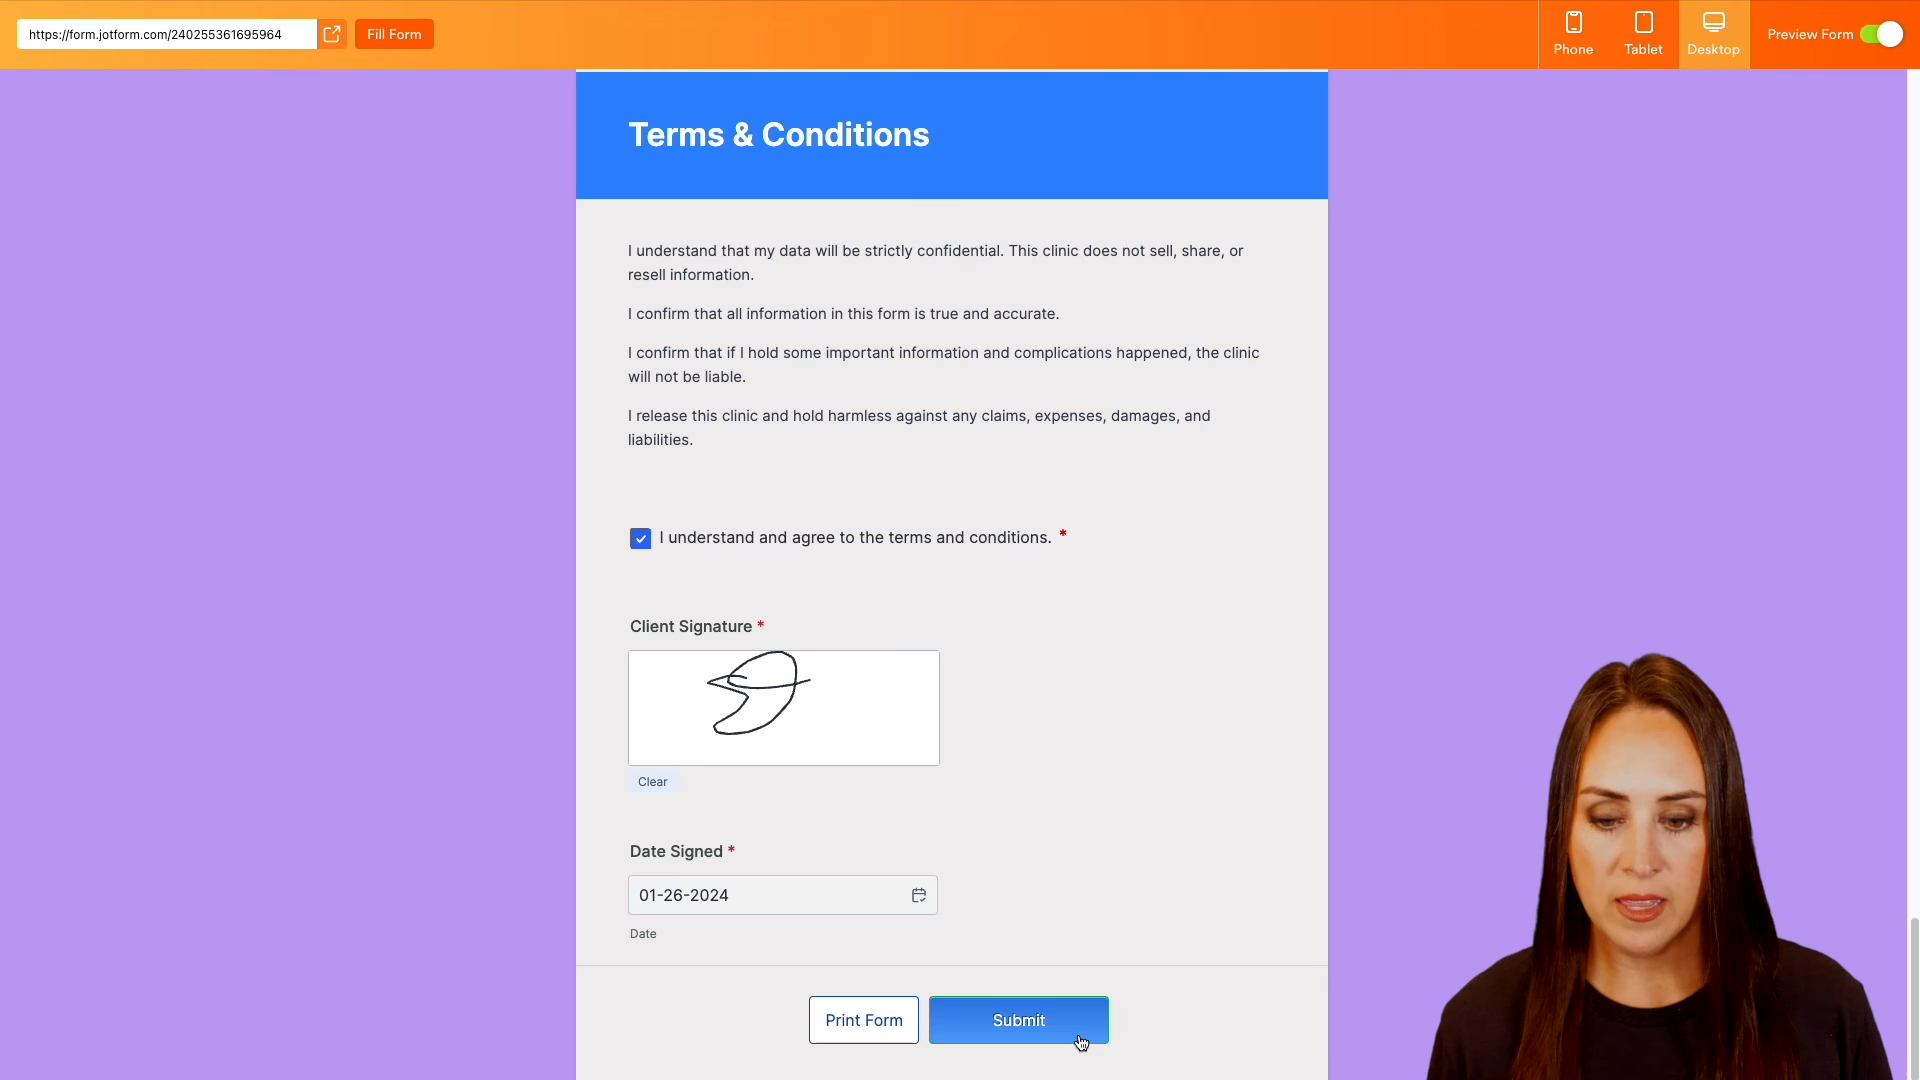 https://form.jotform.com/240255361695964
Fill Form
Phone
Tablet
Desktop
Preview Form
Terms & Conditions
I understand that my data will be strictly confidential. This clinic does not sell, share, or
resell information.
I confirm that all information in this form is true and accurate.
I confirm that if I hold some important information and complications happened, the clinic
will not be liable.
I release this clinic and hold harmless against any claims, expenses, damages, and
liabilities.
I understand and agree to the terms and conditions. *
Client Signature *
Clear
Date Signed *
01-26-2024
Date
Print Form
Submit